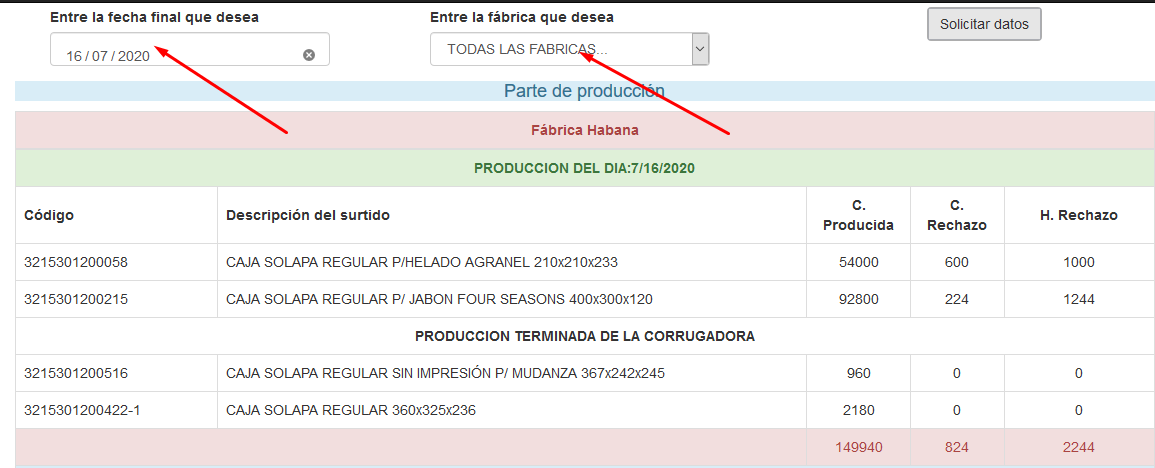 Entre la fecha final que desea
Entre la fábrica que desea
Solicitar datos
16 / 07 / 2020
TODAS LAS FABRICAS...
Parte de producción
Fábrica Habana
PRODUCCION DEL DIA:7/16/2020
Código Descripción del surtido C. Producida C. Rechazo H. Rechazo
3215301200058 CAJA SOLAPA REGULAR P/HELADO AGRANEL 210x210x233 54000 600 1000
3215301200215 CAJA SOLAPA REGULAR P/ JABON FOUR SEASONS 400x300x120 92800 224 1244
PRODUCCION TERMINADA DE LA CORRUGADORA
3215301200516 CAJA SOLAPA REGULAR SIN IMPRESIÓN P/ MUDANZA 367x242x245 960 0 0
3215301200422-1 CAJA SOLAPA REGULAR 360x325x236 2180 0 0
149940 824 2244